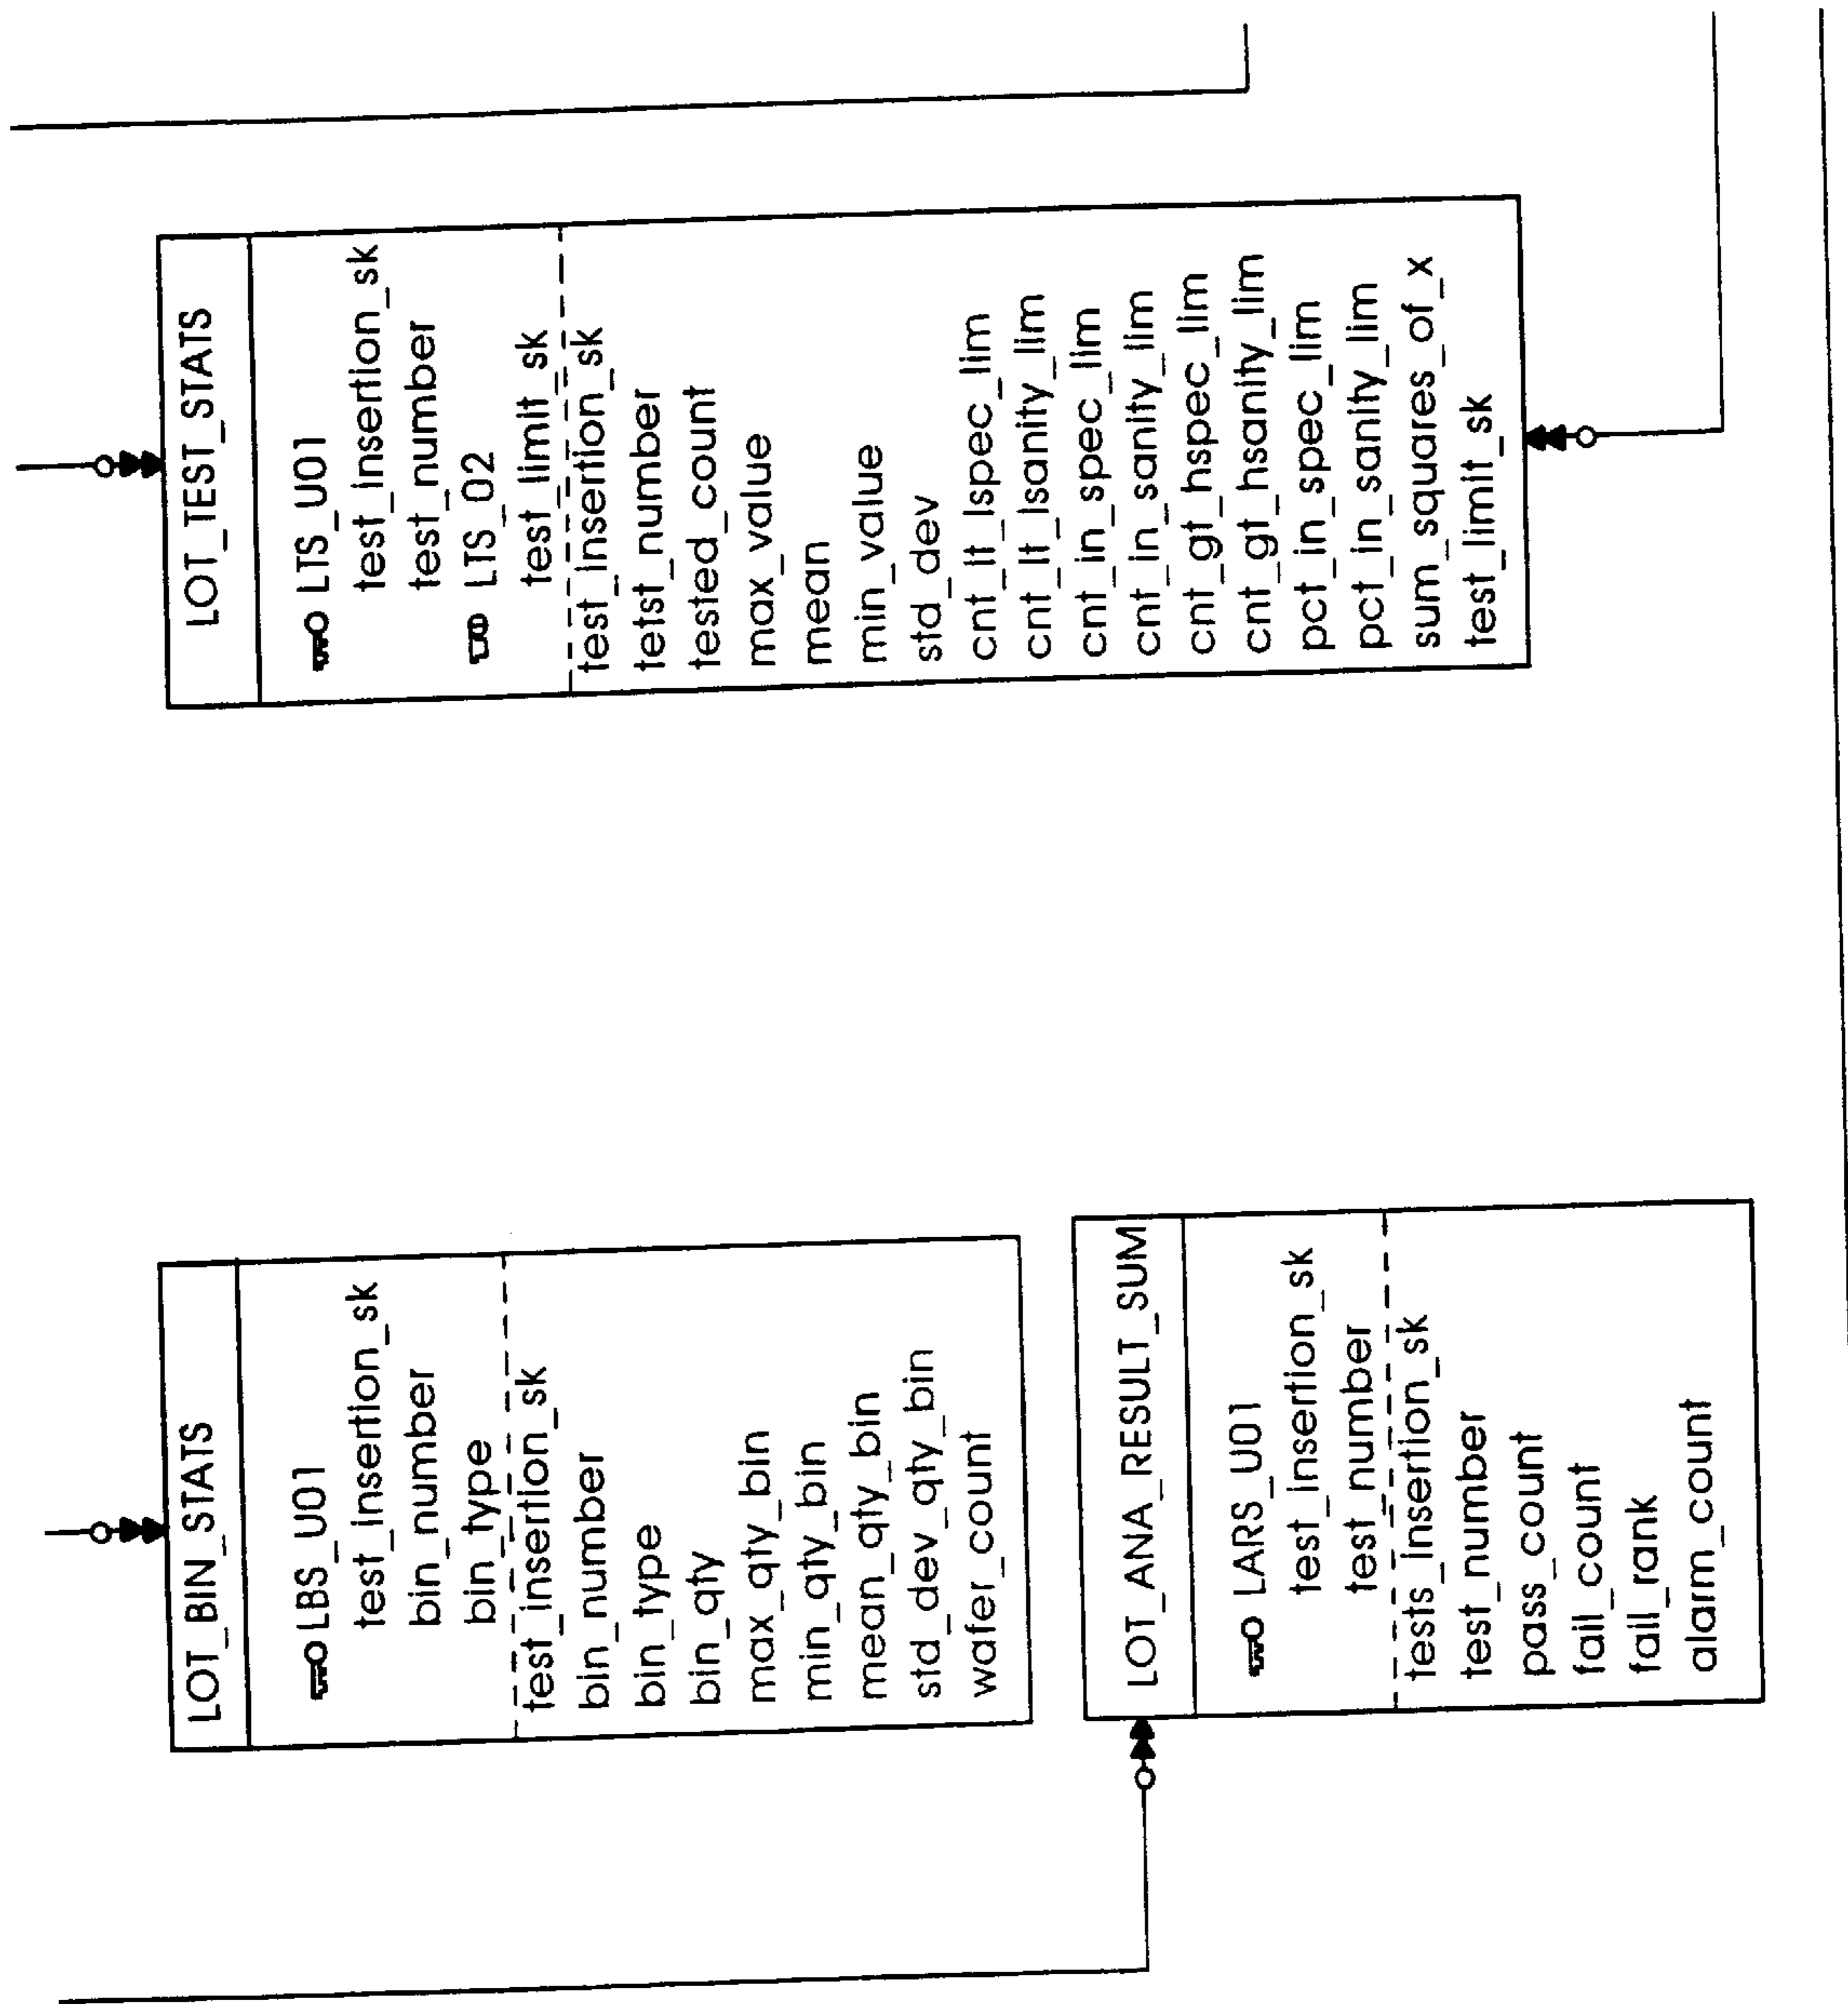 LOT_BIN_STATS
LBS_U01
test_insertion_sk
bin_number
bin_type
test_insertion_sk
bin_number
bin_type
bin_qty
max_qty_bin
min_qty_bin
mean_qty_bin
std_dev_qty_bin
wafer_count
LOT_ANA_RESULT_SUM
LARS_U01
test_insertion_sk
test_number
tests_insertion_sk
test_number
pass_count
fail_count
fail_rank
alarm_count
LOT_TEST_STATS
LTS_U01
test_insertion_sk
test_number
LTS_02
test_limit_sk
test_insertion_sk
tetst_number
tested_count
max_value
mean
min_value
std_dev
cnt_lt_lspec_lim
cnt_lt_lsanity_lim
cnt_in_spec_lim
cnt_in_sanity_lim
cnt_gt_hspec_lim
cnt_gt_hsanity_lim
pct_in_spec_lim
pct_in_sanity_lim
sum_squares_of_x
test_limit_sk